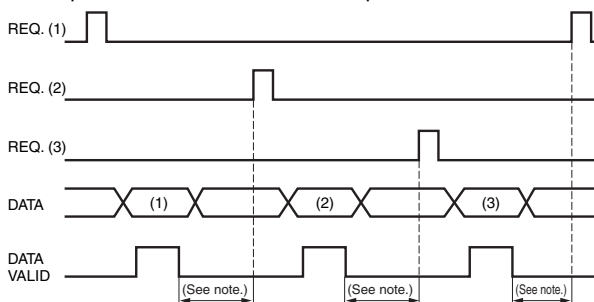 REQ. (1)
REQ. (2)
REQ. (3)
DATA
(1)
(2)
(3)
DATA
VALID
(See note.)
(See note.)
(See note.)